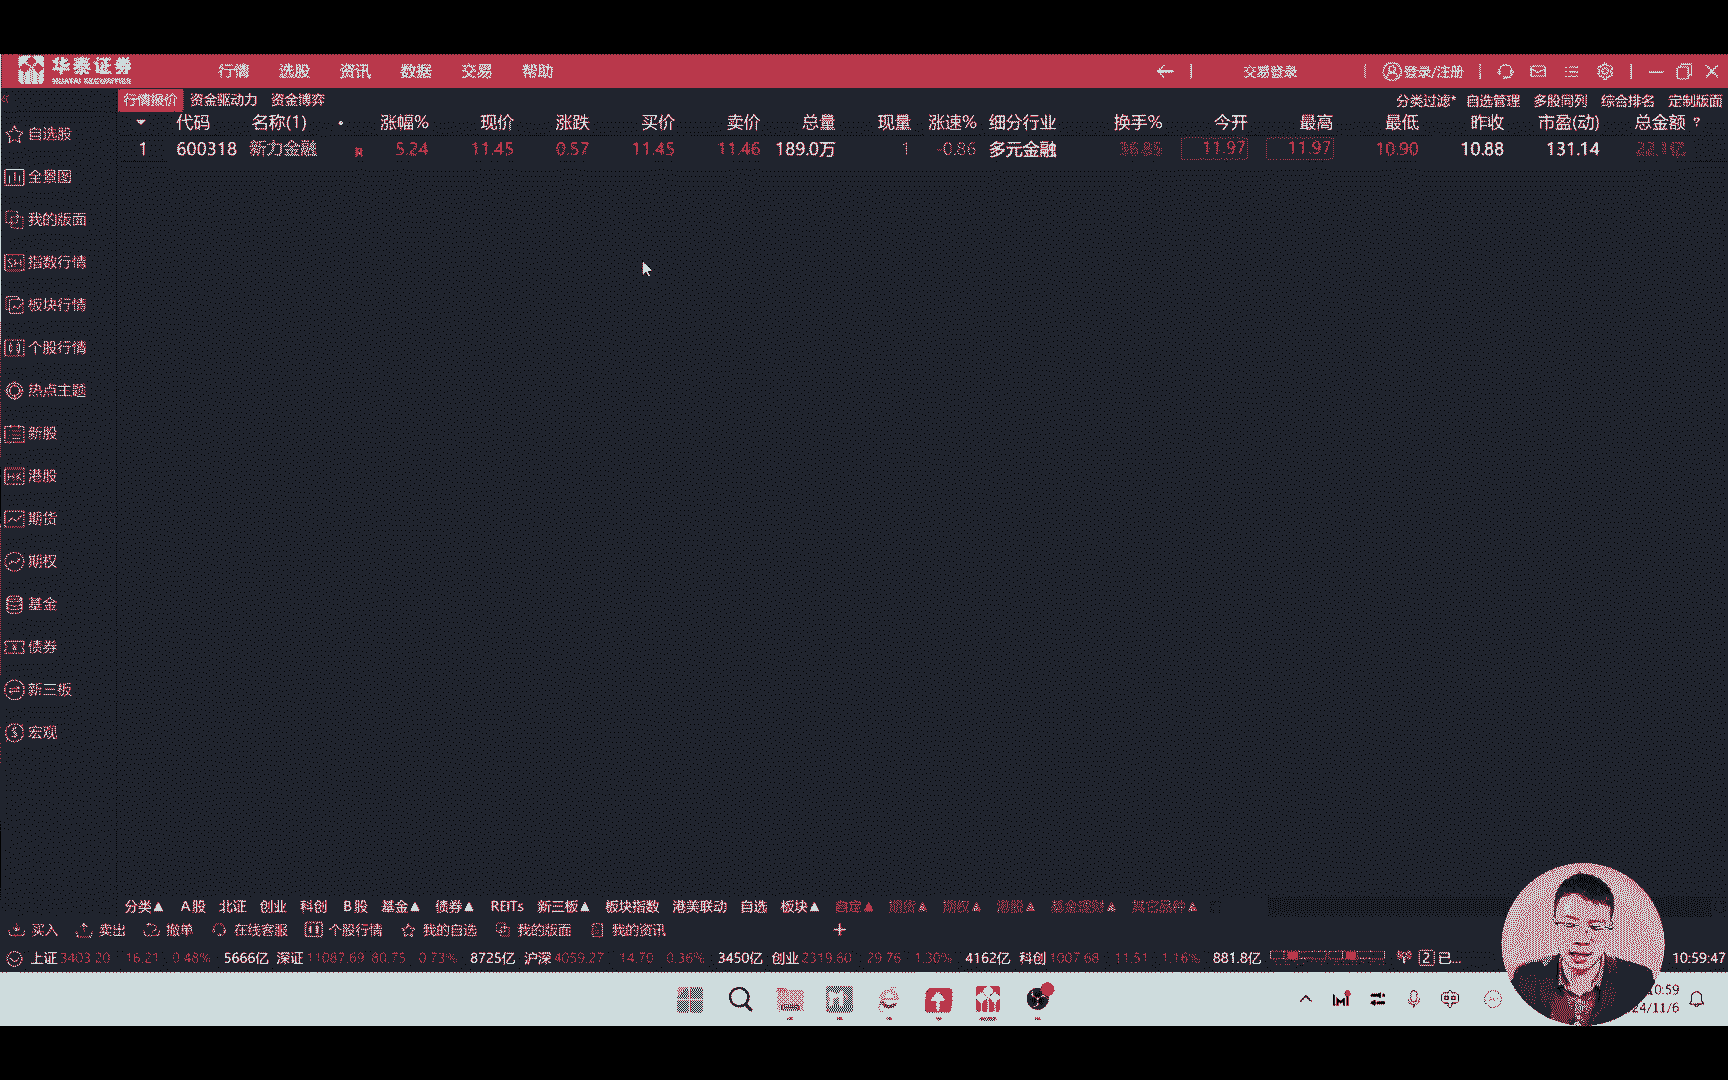 华泰证券 行情 选股 资讯 数据 交易 帮助 交易登录 登录/注册
HUATAI SECURITIES
行情报价 资金驱动力 资金博弈 分类过滤* 自选管理 多股同列 综合排名 定制版面
代码 名称(1) 涨幅% 现价 涨跌 买价 卖价 总量 现量 涨速% 细分行业 换手% 今开 最高 最低 昨收 市盈(动) 总金额 ?
1 600318 新力金融 R 5.24 11.45 0.57 11.45 11.46 189.0万 1 -0.86 多元金融 36.85 11.97 11.97 10.90 10.88 131.14 22.1亿
自选股
全景图
我的版面
指数行情
板块行情
个股行情
热点主题
新股
港股
期货
期权
基金
债券
新三板
宏观
分类▲ A股 北证 创业 科创 B股 基金▲ 债券▲ REITs 新三板▲ 板块指数 港美联动 自选 板块▲ 自定▲ 期货▲ 期权▲ 港股▲ 基金理财▲ 其它品种▲
买入 卖出 撤单 在线客服 个股行情 我的自选 我的版面 我的资讯 +
上证 3403.20 16.21 0.48% 5666亿 深证 11087.69 80.75 0.73% 8725亿 沪深 4059.27 14.70 0.36% 3450亿 创业 2319.60 29.76 1.30% 4162亿 科创 1007.68 11.51 1.16% 881.8亿 2 已... 10:59:47
0:59
24/11/6